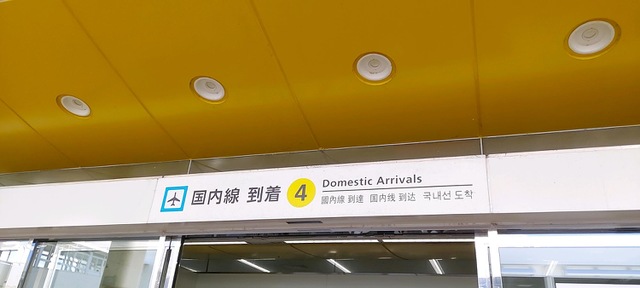 国内線 到着 4 Domestic Arrivals
國內線 到達 国内线 到达 국내선 도착